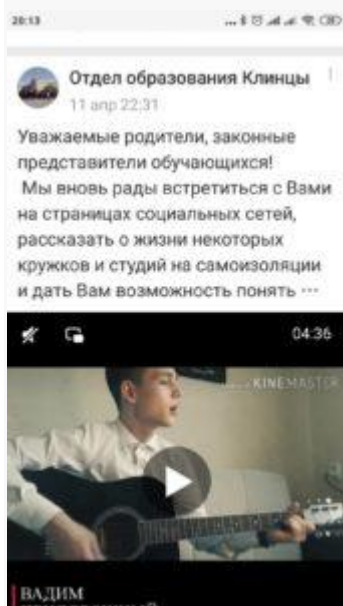 20:13
Отдел образования Клинцы
11 апр 22:31
Уважаемые родители, законные
представители обучающихся!
Мы вновь рады встретиться с Вами
на страницах социальных сетей,
рассказать о жизни некоторых
кружков и студий на самоизоляции
и дать Вам возможность понять ···
04:36
KINEMASTER
ВАДИМ